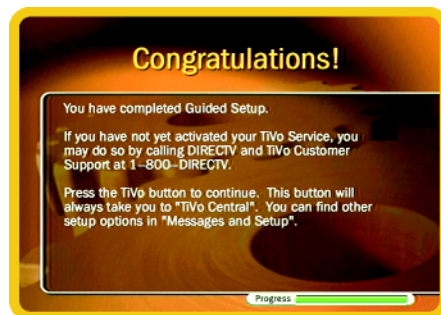 Congratulations!
You have completed Guided Setup.
If you have not yet activated your TiVo Service, you
may do so by calling DIRECTV and TiVo Customer
Support at 1-800-DIRECTV.
Press the TiVo button to continue. This button will
always take you to "TiVo Central". You can find other
setup options in "Messages and Setup".
Progress